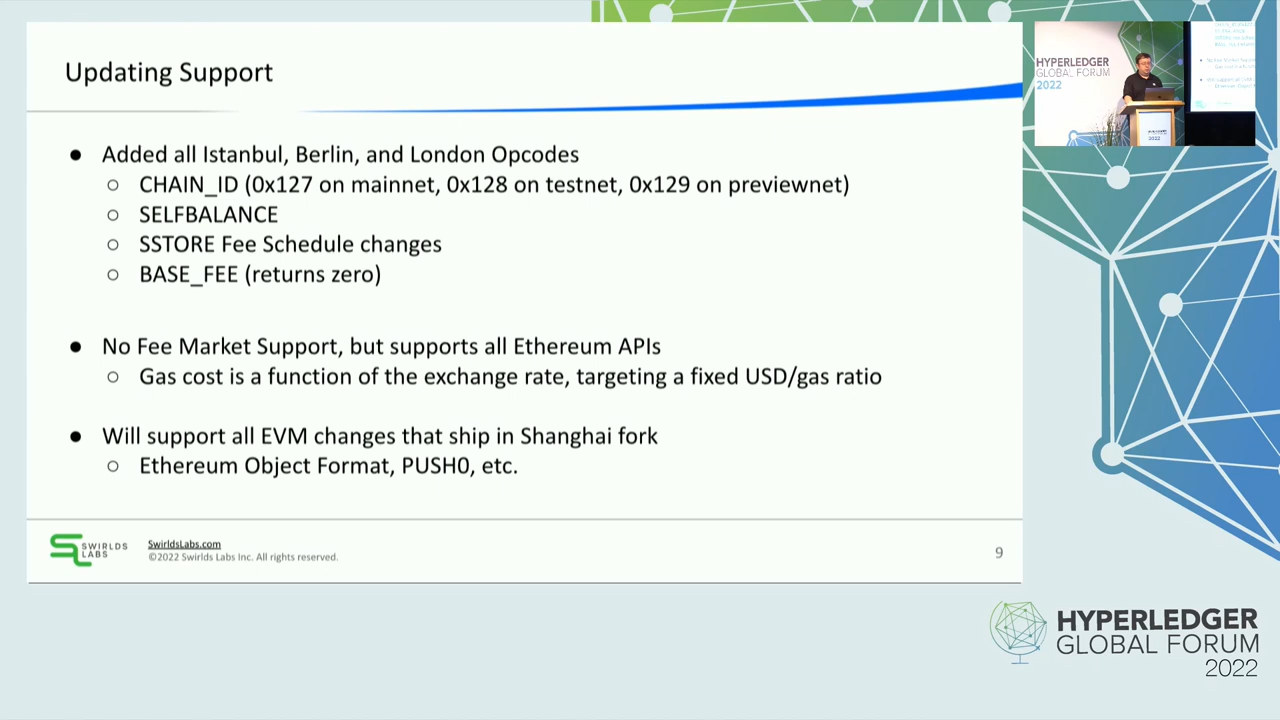 Updating Support
● Added all Istanbul, Berlin, and London Opcodes
○ CHAIN_ID (0x127 on mainnet, 0x128 on testnet, 0x129 on previewnet)
○ SELFBALANCE
○ SSTORE Fee Schedule changes
○ BASE_FEE (returns zero)
● No Fee Market Support, but supports all Ethereum APIs
○ Gas cost is a function of the exchange rate, targeting a fixed USD/gas ratio
● Will support all EVM changes that ship in Shanghai fork
○ Ethereum Object Format, PUSH0, etc.
SWIRLDS
LABS
SwirldsLabs.com
©2022 Swirlds Labs Inc. All rights reserved.
9
HYPERLEDGER
GLOBAL FORUM
2022
HYPERLEDGER
GLOBAL FORUM
2022